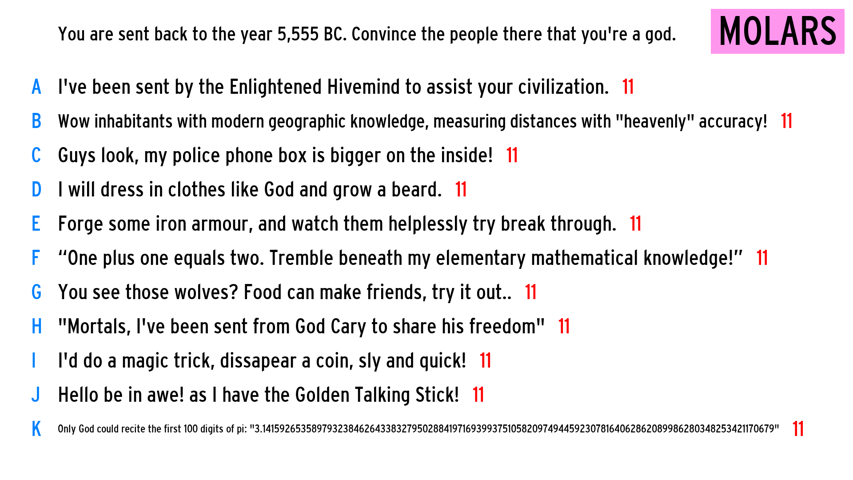 You are sent back to the year 5,555 BC. Convince the people there that you're a god.
MOLARS
A I've been sent by the Enlightened Hivemind to assist your civilization. 11
B Wow inhabitants with modern geographic knowledge, measuring distances with "heavenly" accuracy! 11
C Guys look, my police phone box is bigger on the inside! 11
D I will dress in clothes like God and grow a beard. 11
E Forge some iron armour, and watch them helplessly try break through. 11
F “One plus one equals two. Tremble beneath my elementary mathematical knowledge!” 11
G You see those wolves? Food can make friends, try it out.. 11
H "Mortals, I've been sent from God Cary to share his freedom" 11
I I'd do a magic trick, dissapear a coin, sly and quick! 11
J Hello be in awe! as I have the Golden Talking Stick! 11
K Only God could recite the first 100 digits of pi: "3.1415926535897932384626433832795028841971693993751058209749445923078164062862089986280348253421170679" 11